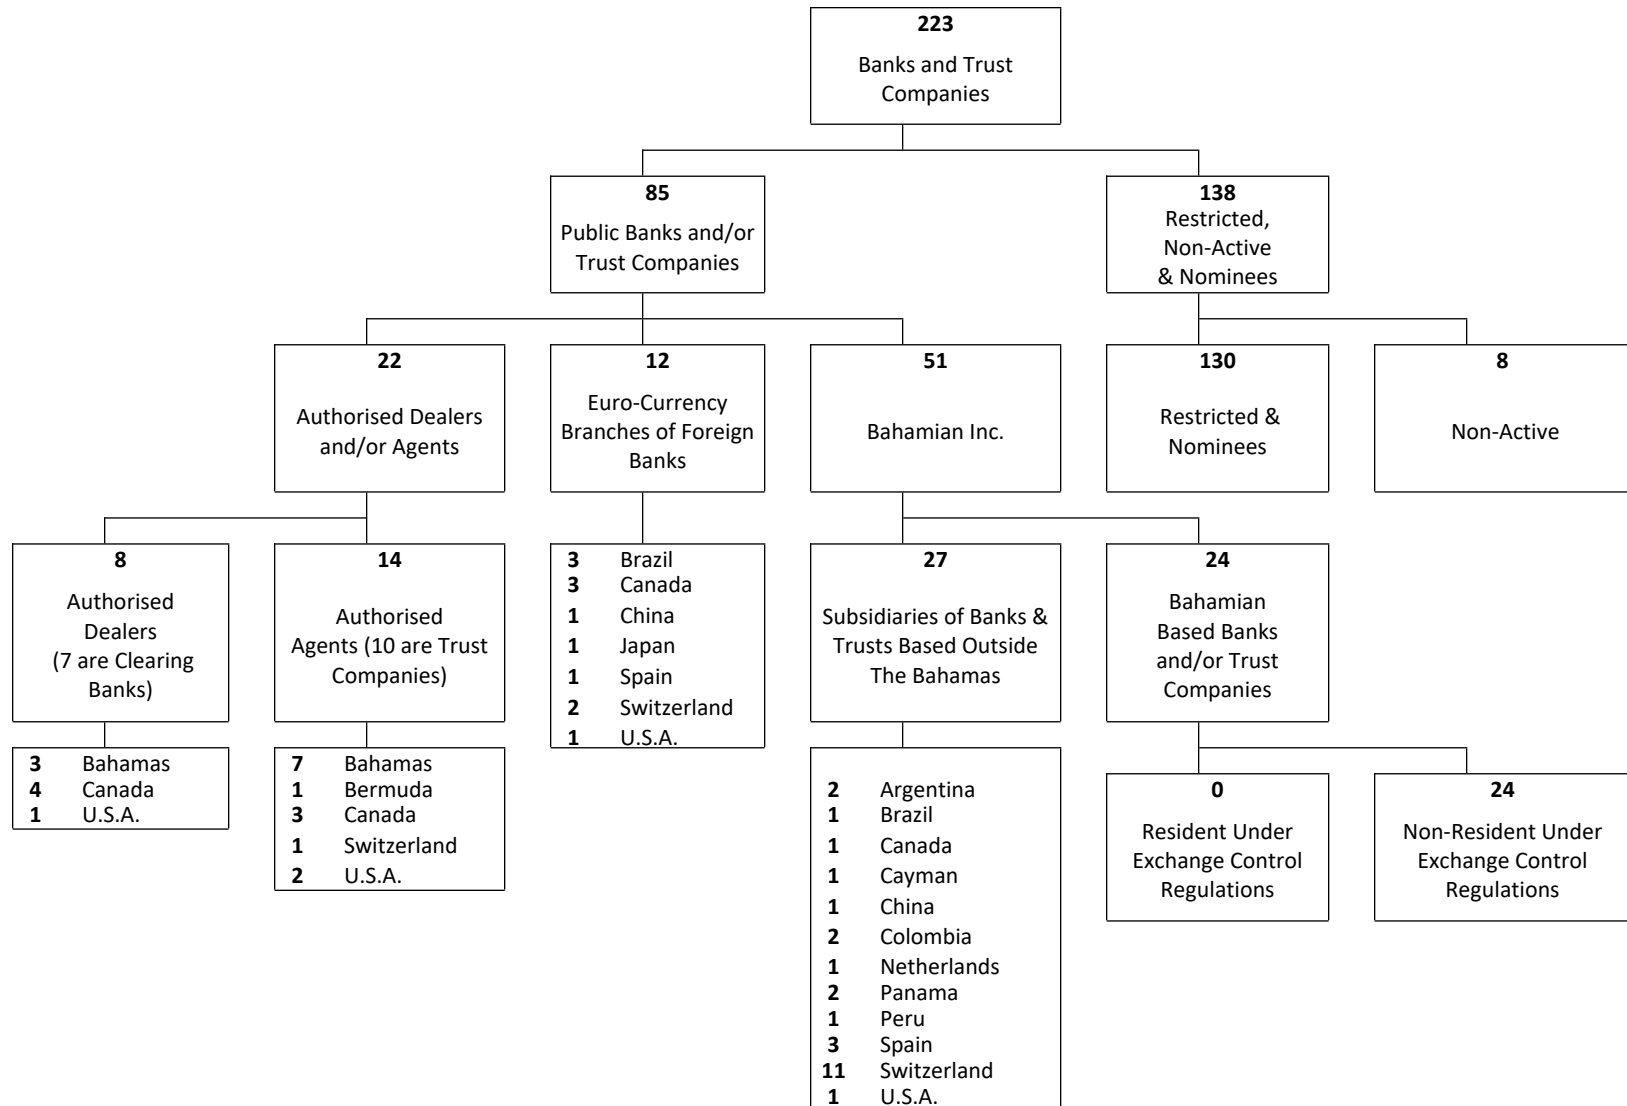 223
Banks and Trust
Companies
85
Public Banks and/or
Trust Companies
138
Restricted,
Non-Active
& Nominees
22
Authorised Dealers
and/or Agents
12
Euro-Currency
Branches of Foreign
Banks
51
Bahamian Inc.
130
Restricted &
Nominees
8
Non-Active
8
Authorised
Dealers
(7 are Clearing
Banks)
14
Authorised
Agents (10 are Trust
Companies)
3 Brazil
3 Canada
1 China
1 Japan
1 Spain
2 Switzerland
1 U.S.A.
27
Subsidiaries of Banks &
Trusts Based Outside
The Bahamas
24
Bahamian
Based Banks
and/or Trust
Companies
3 Bahamas
4 Canada
1 U.S.A.
7 Bahamas
1 Bermuda
3 Canada
1 Switzerland
2 U.S.A.
2 Argentina
1 Brazil
1 Canada
1 Cayman
1 China
2 Colombia
1 Netherlands
2 Panama
1 Peru
3 Spain
11 Switzerland
1 U.S.A.
0
Resident Under
Exchange Control
Regulations
24
Non-Resident Under
Exchange Control
Regulations